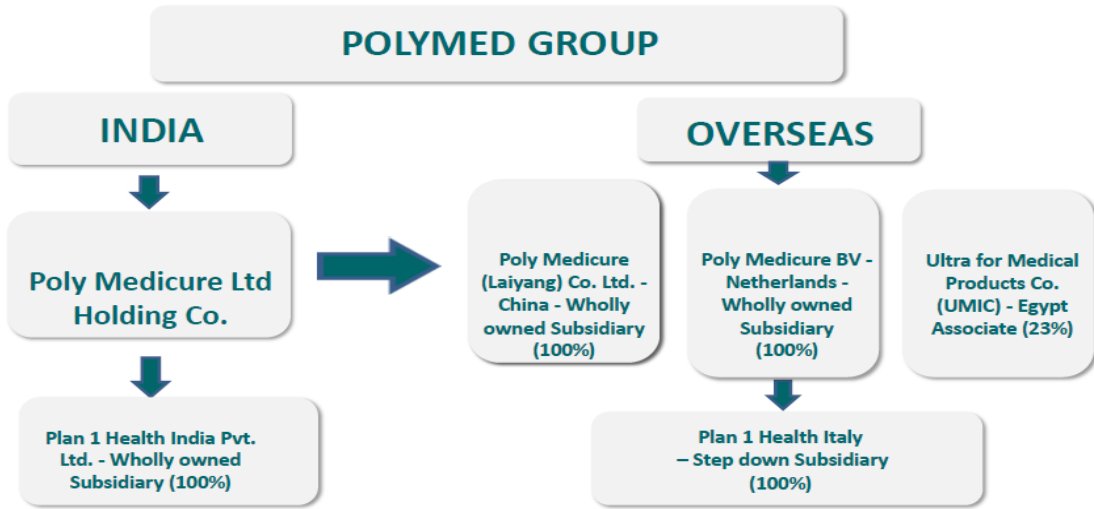 POLYMED GROUP
INDIA
OVERSEAS
Poly Medicure Ltd
Holding Co.
Poly Medicure
(Laiyang) Co. Ltd. -
China - Wholly
owned Subsidiary
(100%)
Poly Medicure BV -
Netherlands -
Wholly owned
Subsidiary
(100%)
Ultra for Medical
Products Co.
(UMIC) - Egypt
Associate (23%)
Plan 1 Health India Pvt.
Ltd. - Wholly owned
Subsidiary (100%)
Plan 1 Health Italy
– Step down Subsidiary
(100%)